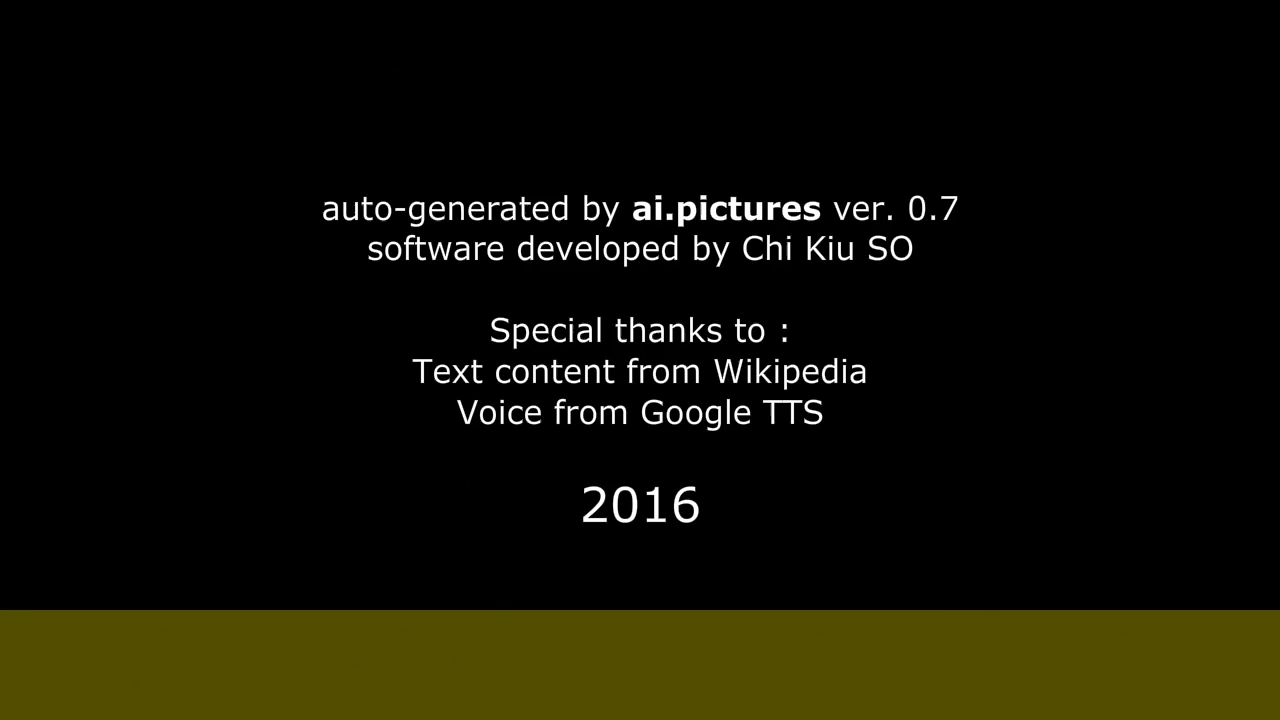 auto-generated by ai.pictures ver. 0.7
software developed by Chi Kiu SO
Special thanks to :
Text content from Wikipedia
Voice from Google TTS
2016